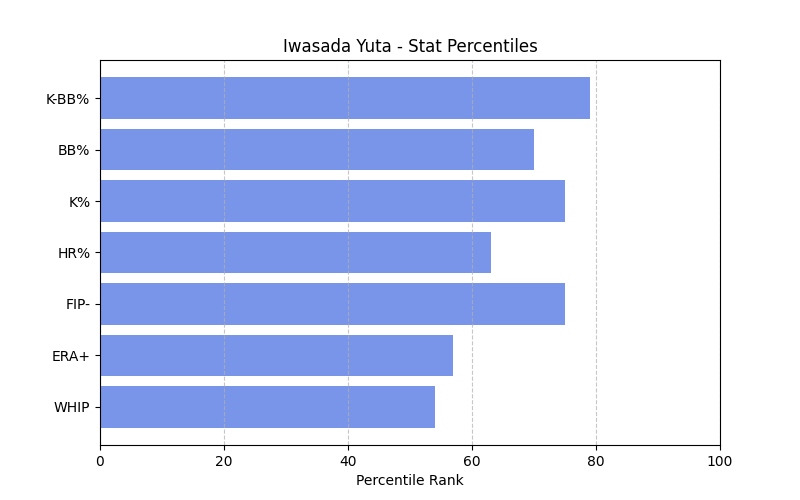 Iwasada Yuta - Stat Percentiles
K-BB%
BB%
K%
HR%
FIP-
ERA+
WHIP
0 20 40 60 80 100
Percentile Rank